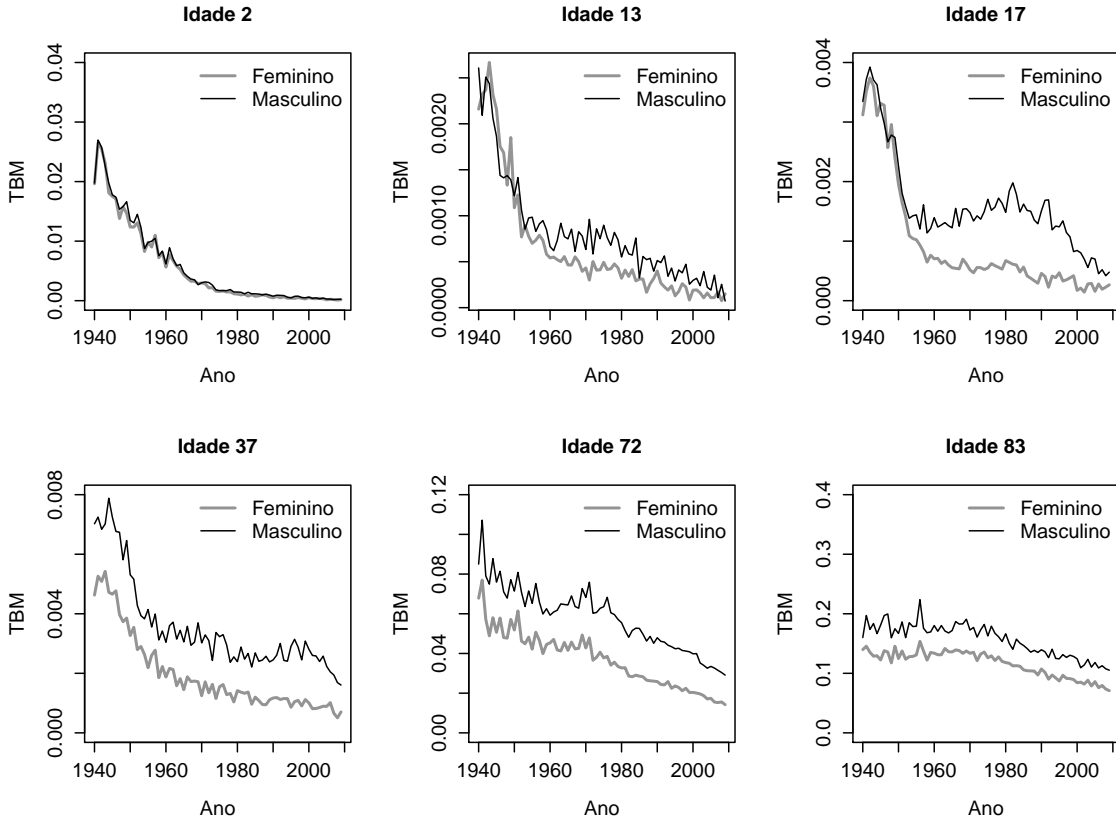 Idade 2
TBM
0.00 0.01 0.02 0.03 0.04
Feminino
Masculino
1940 1960 1980 2000
Ano
Idade 13
TBM
0.0000 0.0010 0.0020
Feminino
Masculino
1940 1960 1980 2000
Ano
Idade 17
TBM
0.000 0.002 0.004
Feminino
Masculino
1940 1960 1980 2000
Ano
Idade 37
TBM
0.000 0.004 0.008
Feminino
Masculino
1940 1960 1980 2000
Ano
Idade 72
TBM
0.00 0.04 0.08 0.12
Feminino
Masculino
1940 1960 1980 2000
Ano
Idade 83
TBM
0.0 0.1 0.2 0.3 0.4
Feminino
Masculino
1940 1960 1980 2000
Ano